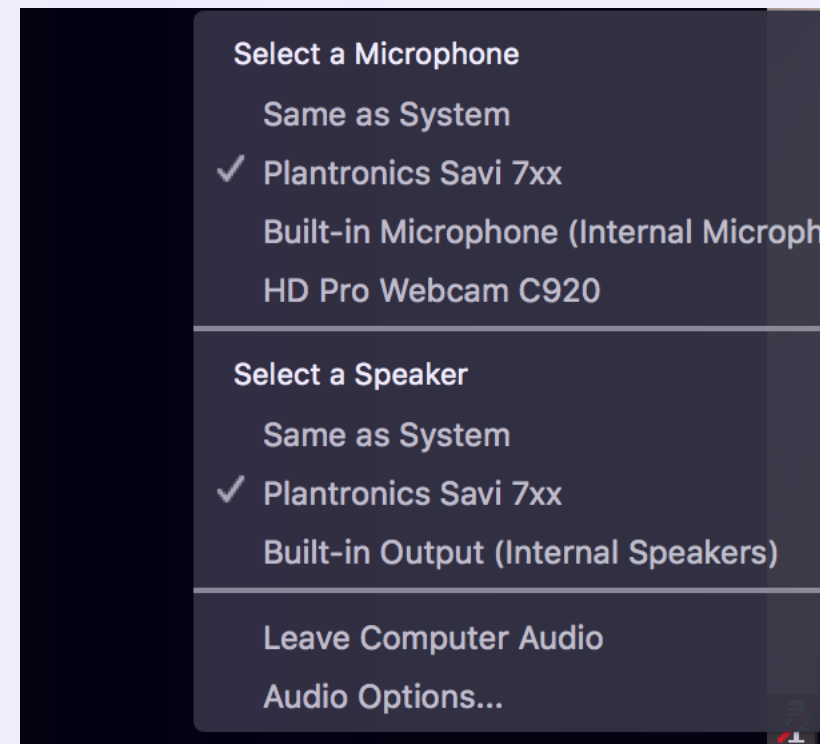 Select a Microphone
Same as System
Plantronics Savi 7xx
Built-in Microphone (Internal Microph
HD Pro Webcam C920
Select a Speaker
Same as System
Plantronics Savi 7xx
Built-in Output (Internal Speakers)
Leave Computer Audio
Audio Options...